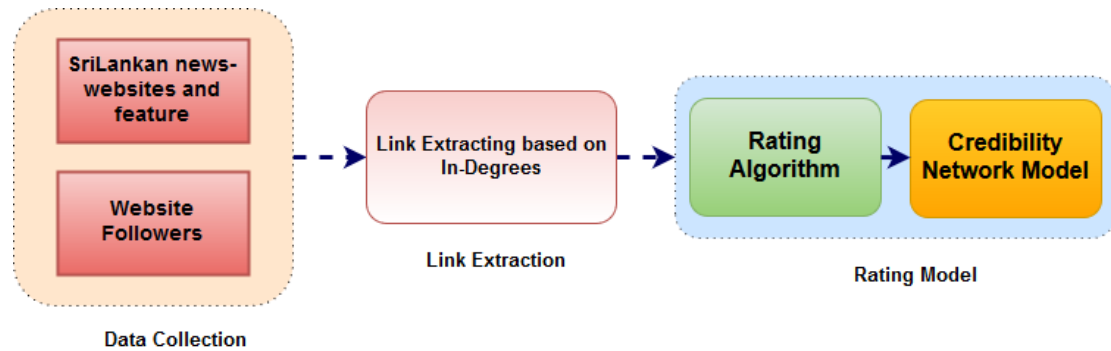 SriLankan news-
websites and
feature
Website
Followers
Data Collection
Link Extracting based on
In-Degrees
Link Extraction
Rating
Algorithm
Credibility
Network Model
Rating Model